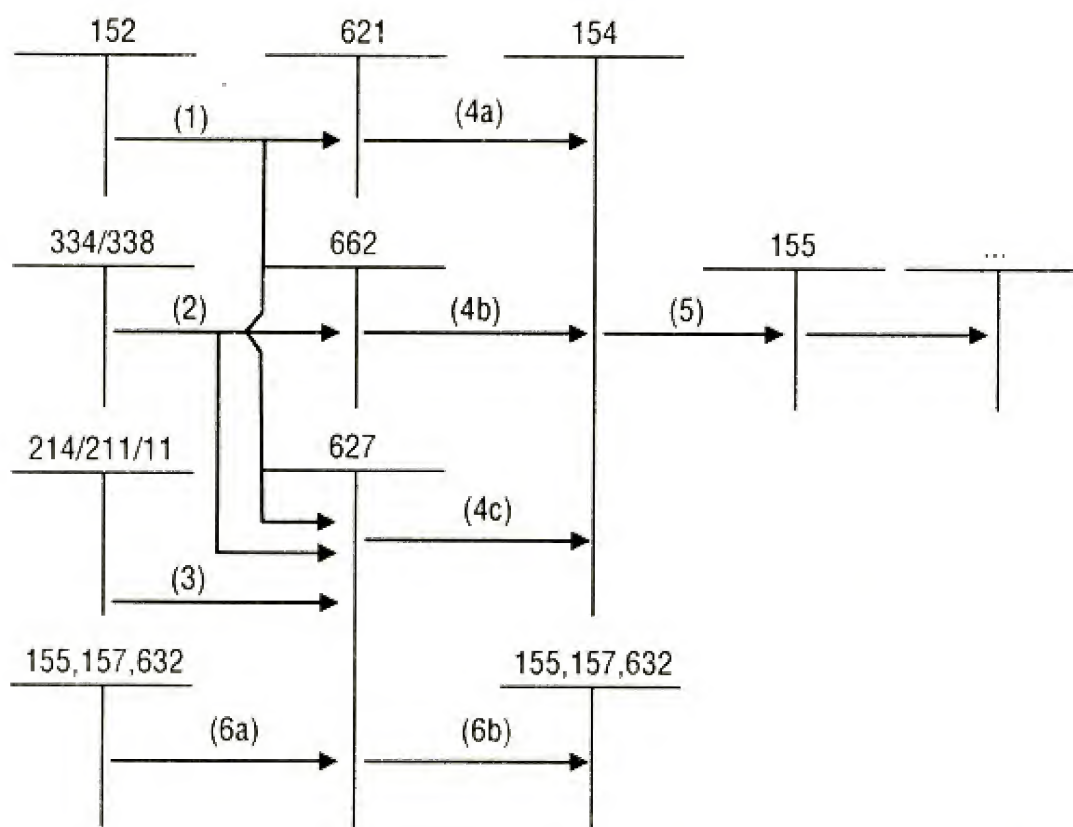 152 621 154
(1) (4a)
334/338 662 155 ...
(2) (4b) (5)
214/211/11 627
(4c)
(3)
155,157,632 155,157,632
(6a) (6b)